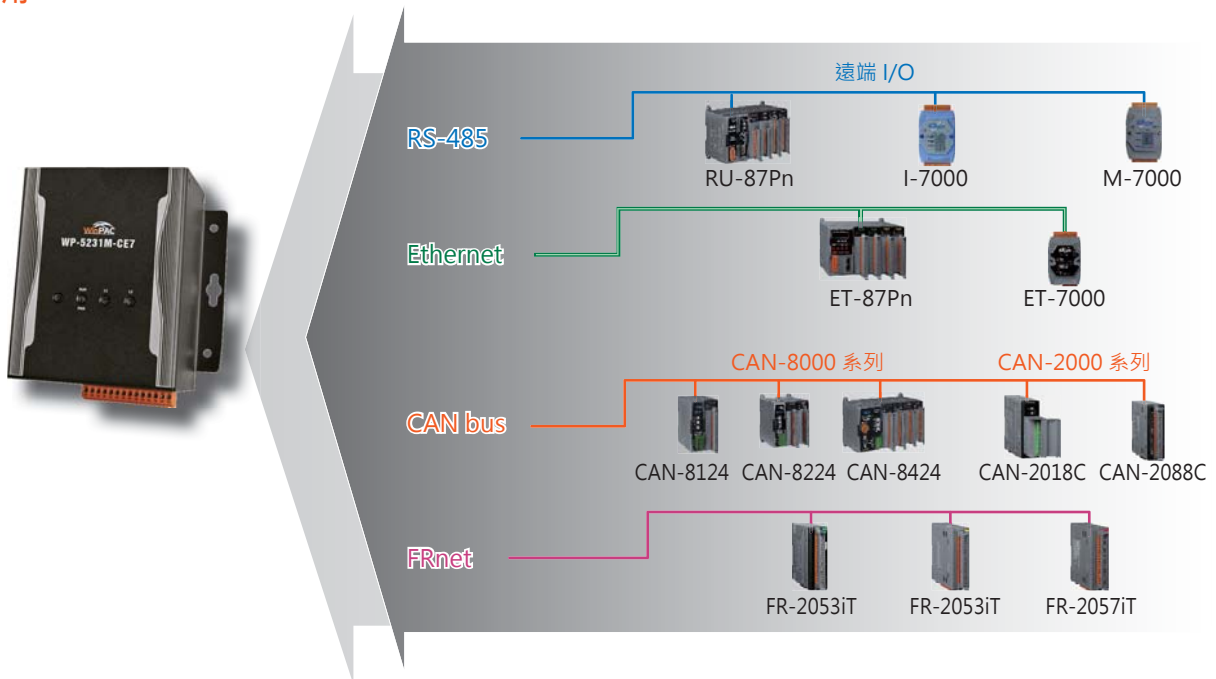 用
遠端 I/O
RS-485
RU-87Pn
I-7000
M-7000
WinPAC
WP-5231M-CE7
Ethernet
ET-87Pn
ET-7000
CAN-8000 系列
CAN-2000 系列
CAN bus
CAN-8124
CAN-8224
CAN-8424
CAN-2018C
CAN-2088C
FRnet
FR-2053iT
FR-2053iT
FR-2057iT